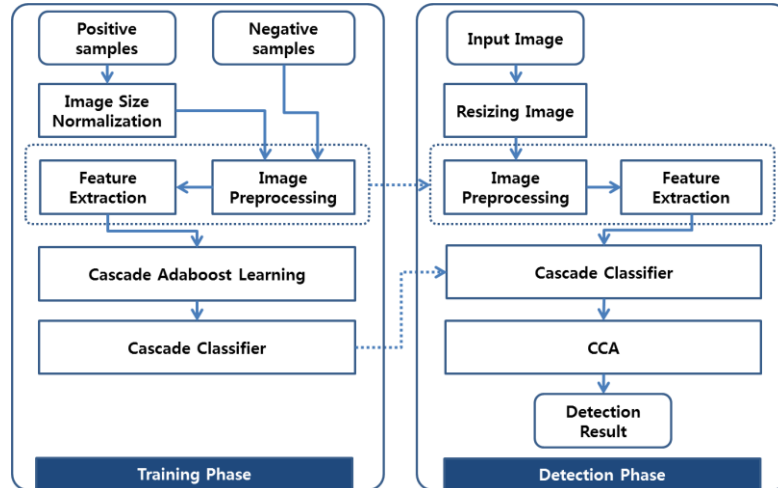 Positive
samples
Negative
samples
Image Size
Normalization
Feature
Extraction
Image
Preprocessing
Cascade Adaboost Learning
Cascade Classifier
Training Phase
Input Image
Resizing Image
Image
Preprocessing
Feature
Extraction
Cascade Classifier
CCA
Detection
Result
Detection Phase